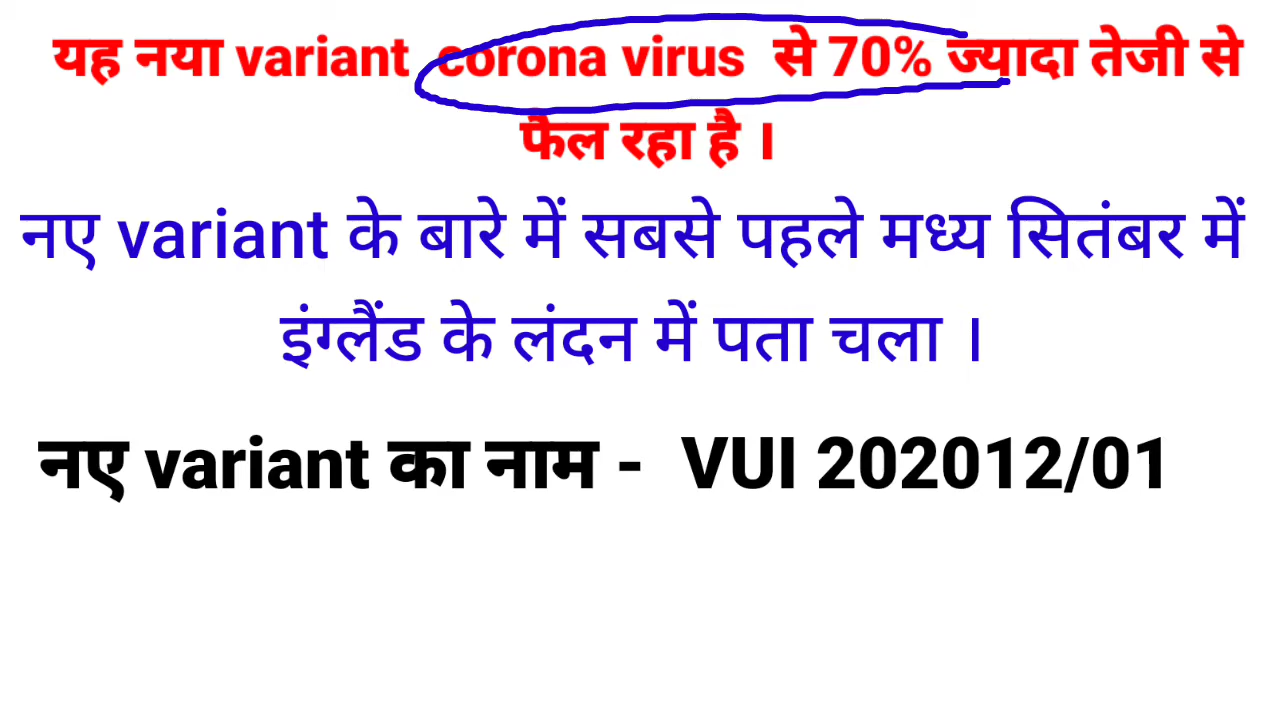 यह नया variant corona virus से 70% ज्यादा तेजी से
फैल रहा है ।
नए variant के बारे में सबसे पहले मध्य सितंबर में
इंग्लैंड के लंदन में पता चला ।
नए variant का नाम - VUI 202012/01